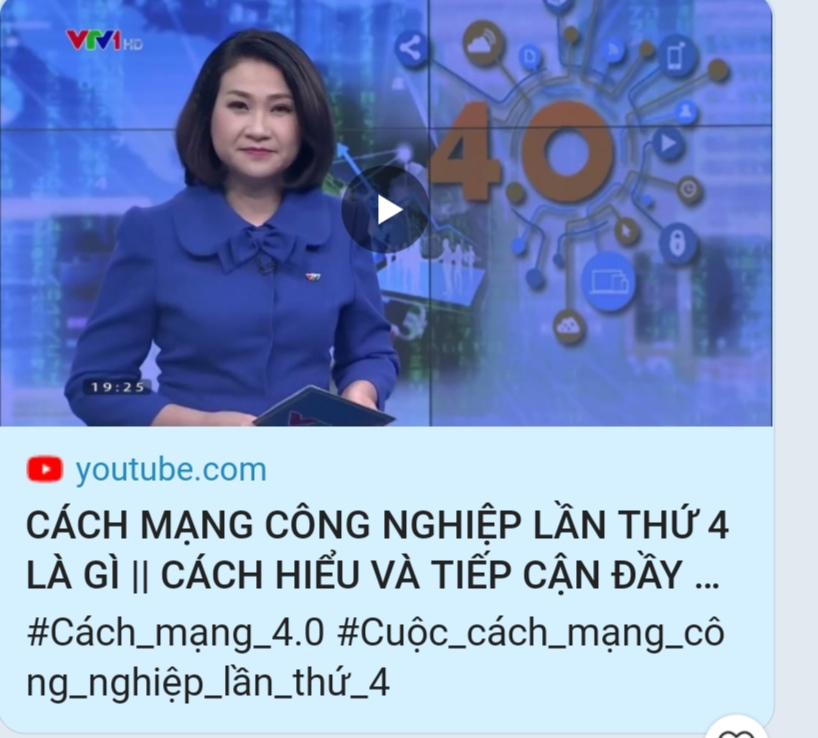 VTV1 HD
4.0
19:25
youtube.com
CÁCH MẠNG CÔNG NGHIỆP LẦN THỨ 4
LÀ GÌ || CÁCH HIỂU VÀ TIẾP CẬN ĐẦY ...
#Cách_mạng_4.0 #Cuộc_cách_mạng_cô
ng_nghiệp_lần_thứ_4